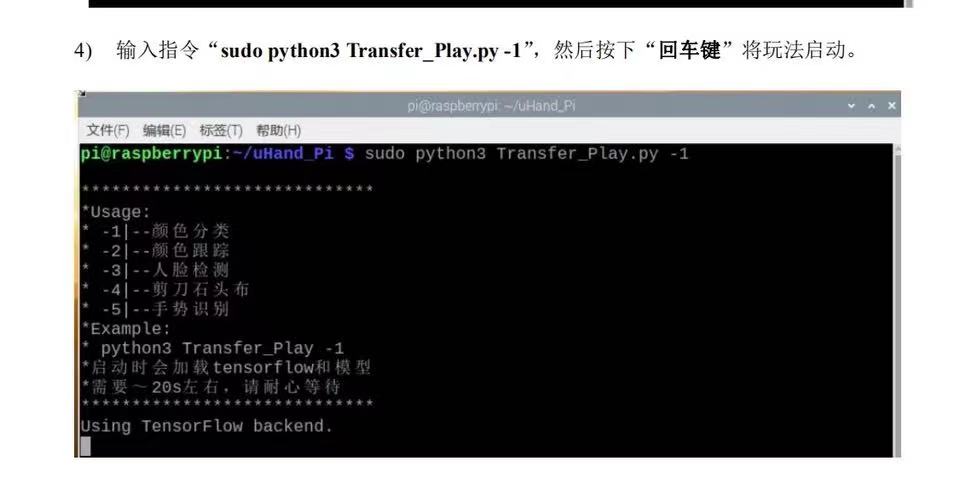 4) 输入指令“sudo python3 Transfer_Play.py -1”，然后按下“回车键”将玩法启动。
pi@raspberrypi: ~/uHand_Pi
文件(F) 编辑(E) 标签(T) 帮助(H)
pi@raspberrypi:~/uHand_Pi $ sudo python3 Transfer_Play.py -1
******************************
*Usage:
* -1|--颜色分类
* -2|--颜色跟踪
* -3|--人脸检测
* -4|--剪刀石头布
* -5|--手势识别
*Example:
* python3 Transfer_Play -1
*启动时会加载tensorflow和模型
*需要～20s左右，请耐心等待
******************************
Using TensorFlow backend.